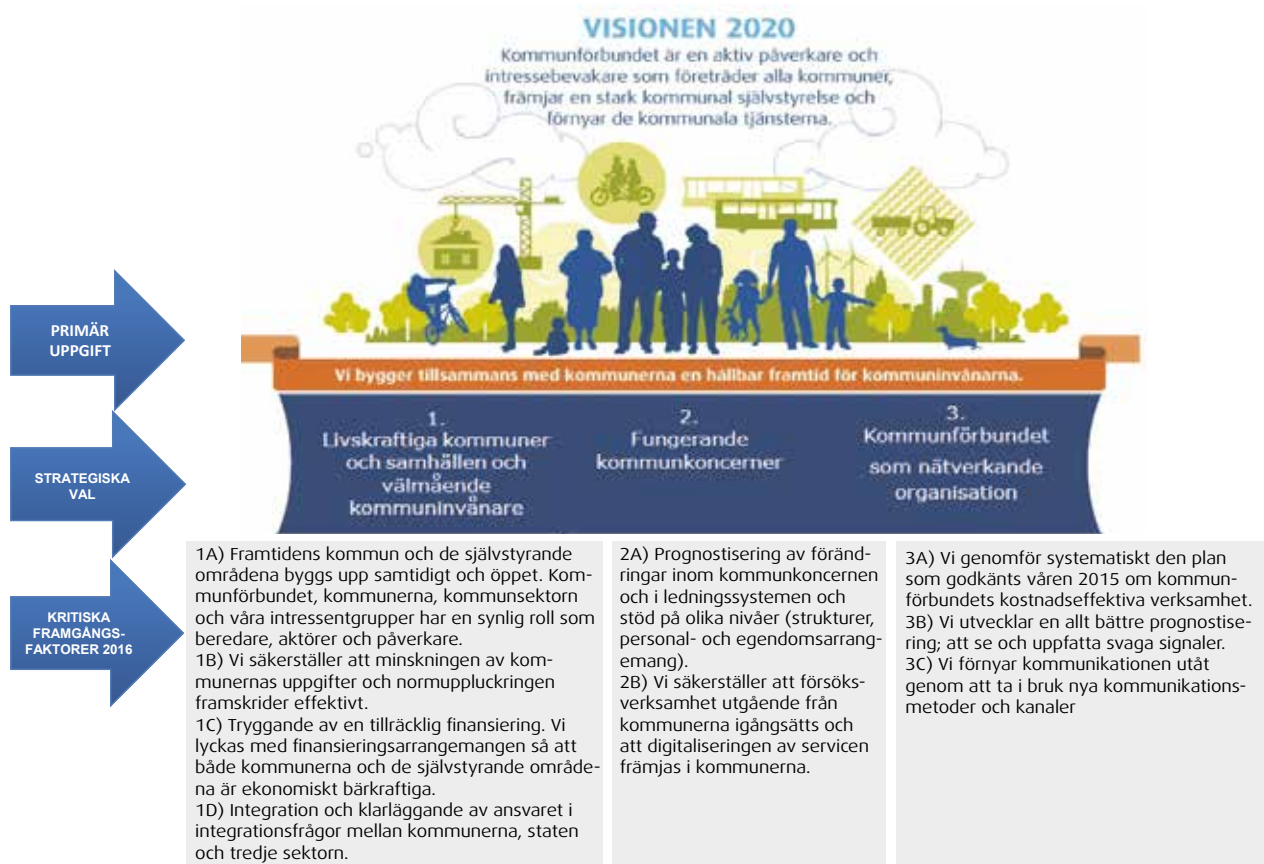 VISIONEN 2020
Kommunförbundet är en aktiv påverkare och
intressebevakare som företräder alla kommuner,
främjar en stark kommunal självstyrelse och
förnyar de kommunala tjänsterna.
PRIMÄR
UPPGIFT
Vi bygger tillsammans med kommunerna en hållbar framtid för kommuninvånarna.
STRATEGISKA
VAL
1.
Livskraftiga kommuner
och samhällen och
välmående
kommuninvånare
2.
Fungerande
kommunkoncerner
3.
Kommunförbundet
som nätverkande
organisation
KRITISKA
FRAMGÅNGS-
FAKTORER 2016
1A) Framtidens kommun och de självstyrande
områdena byggs upp samtidigt och öppet. Kom-
munförbundet, kommunerna, kommunsektorn
och våra intressentgrupper har en synlig roll som
beredare, aktörer och påverkare.
1B) Vi säkerställer att minskningen av kom-
munernas uppgifter och normuppluckringen
framskrider effektivt.
1C) Tryggande av en tillräcklig finansiering. Vi
lyckas med finansieringsarrangemangen så att
både kommunerna och de självstyrande område-
na är ekonomiskt bärkraftiga.
1D) Integration och klarläggande av ansvaret i
integrationsfrågor mellan kommunerna, staten
och tredje sektorn.
2A) Prognostisering av föränd-
ringar inom kommunkoncernen
och i ledningssystemen och
stöd på olika nivåer (strukturer,
personal- och egendomsarrang-
emang).
2B) Vi säkerställer att försöks-
verksamhet utgående från
kommunerna igångsätts och
att digitaliseringen av servicen
främjas i kommunerna.
3A) Vi genomför systematiskt den plan
som godkänts våren 2015 om kommun-
förbundets kostnadseffektiva verksamhet.
3B) Vi utvecklar en allt bättre prognostise-
ring; att se och uppfatta svaga signaler.
3C) Vi förnyar kommunikationen utåt
genom att ta i bruk nya kommunikations-
metoder och kanaler